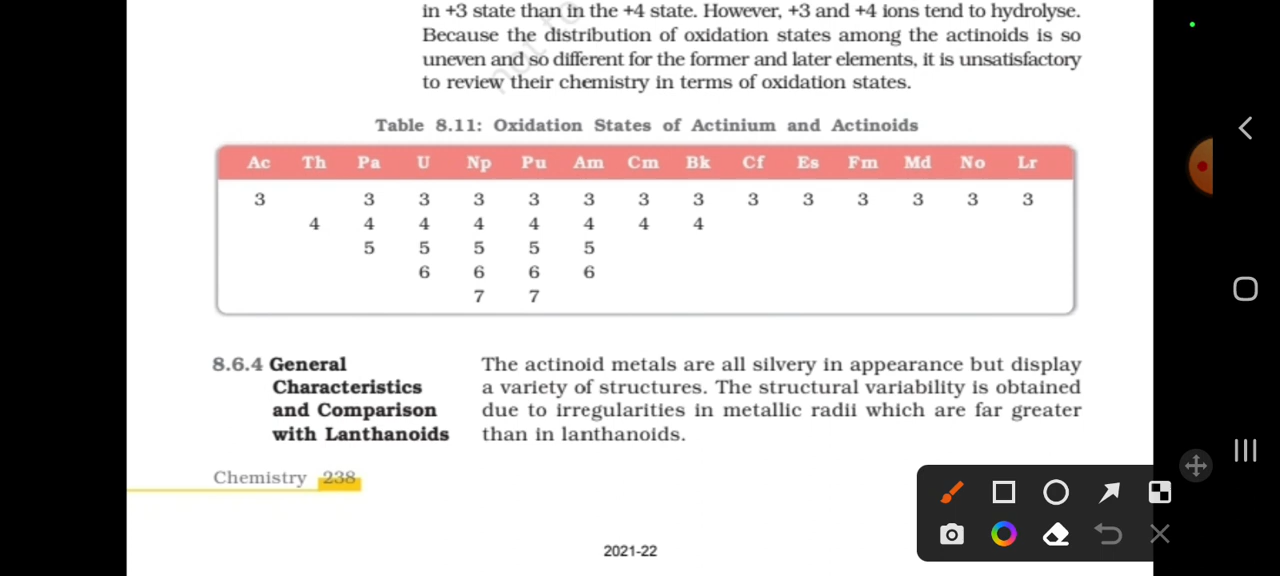 in +3 state than in the +4 state. However, +3 and +4 ions tend to hydrolyse.
Because the distribution of oxidation states among the actinoids is so
uneven and so different for the former and later elements, it is unsatisfactory
to review their chemistry in terms of oxidation states.
Table 8.11: Oxidation States of Actinium and Actinoids
Ac Th Pa U Np Pu Am Cm Bk Cf Es Fm Md No Lr
3 3 3 3 3 3 3 3 3 3 3 3 3 3
4 4 4 4 4 4 4 4
5 5 5 5 5
6 6 6 6
7 7
8.6.4 General
Characteristics
and Comparison
with Lanthanoids
The actinoid metals are all silvery in appearance but display
a variety of structures. The structural variability is obtained
due to irregularities in metallic radii which are far greater
than in lanthanoids.
Chemistry 238
2021-22